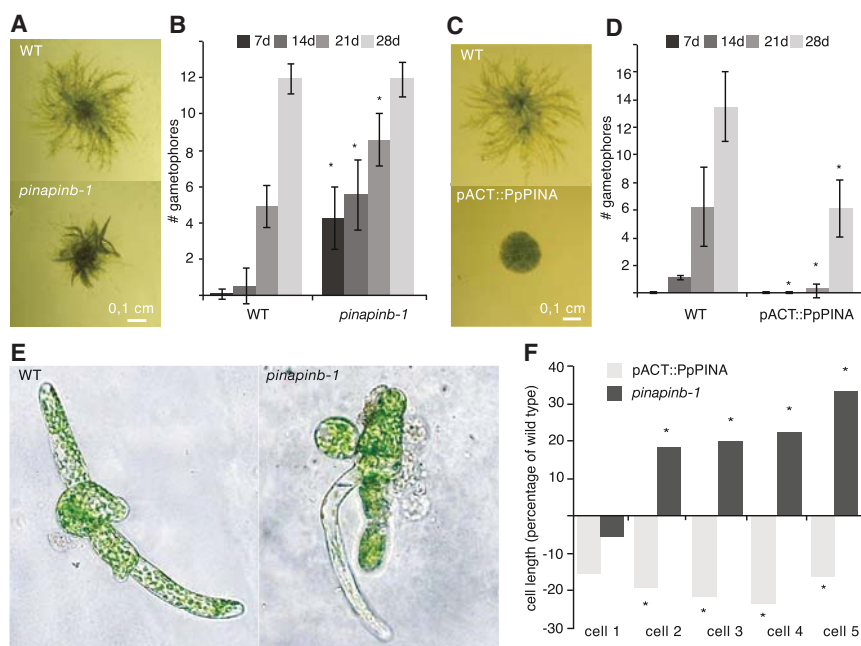 A
WT
pinapinb-1
0,1 cm
B
7d 14d 21d 28d
# gametophores
12
10
8
6
4
2
* * *
WT pinapinb-1
C
WT
pACT::PpPINA
0,1 cm
D
7d 14d 21d 28d
# gametophores
16
14
12
10
8
6
4
2
* * *
WT pACT::PpPINA
E
WT
pinapinb-1
F
pACT::PpPINA
pinapinb-1
cell length (percentage of wild type)
40
30
20
10
-10
-20
-30
* * * *
* * * *
cell 1 cell 2 cell 3 cell 4 cell 5